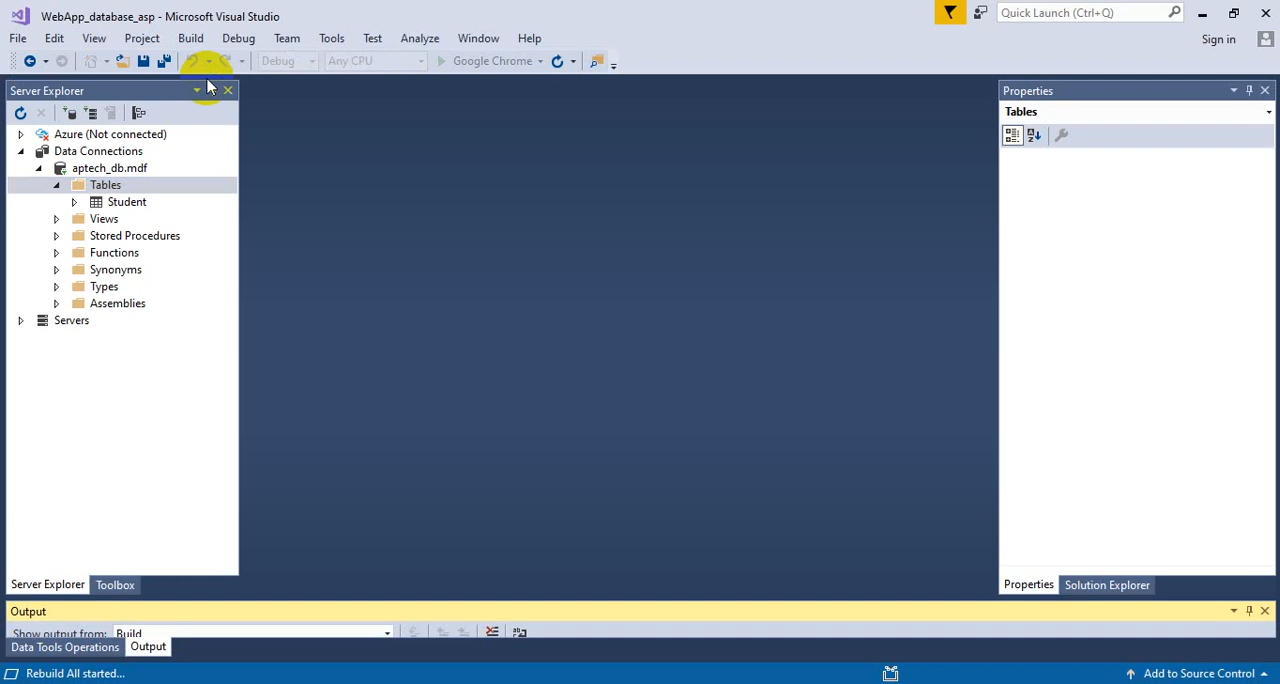 WebApp_database_asp - Microsoft Visual Studio
Quick Launch (Ctrl+Q)
File Edit View Project Build Debug Team Tools Test Analyze Window Help
Sign in
Debug Any CPU Google Chrome
Server Explorer
Properties
Tables
Azure (Not connected)
Data Connections
aptech_db.mdf
Tables
Student
Views
Stored Procedures
Functions
Synonyms
Types
Assemblies
Servers
Server Explorer Toolbox
Properties Solution Explorer
Output
Show output from: Build
Data Tools Operations Output
Rebuild All started...
Add to Source Control